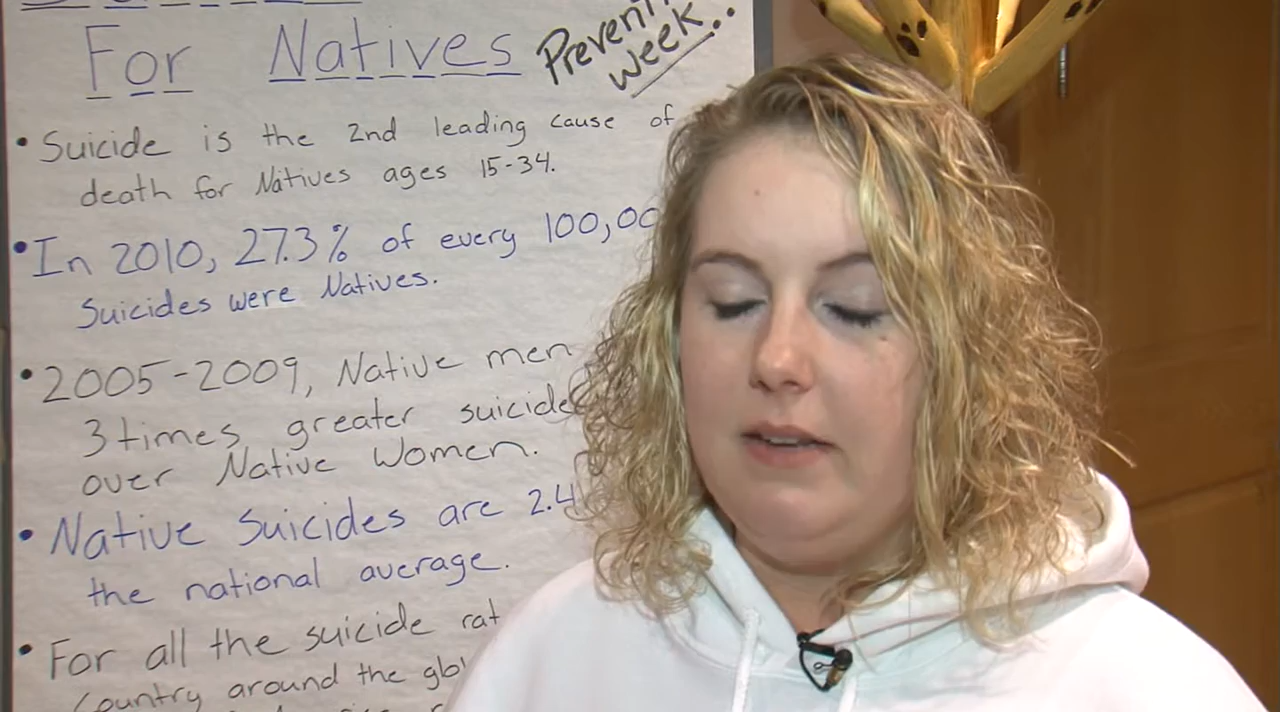 For Natives
Week..
• Suicide is the 2nd leading cause of
death for Natives ages 15-34.
• In 2010, 27.3% of every 100,00
Suicides were Natives.
• 2005-2009, Native men
3 times greater suicide
over Native Women.
• Native Suicides are 2.4
the national average.
• For all the suicide rat
Country around the glo